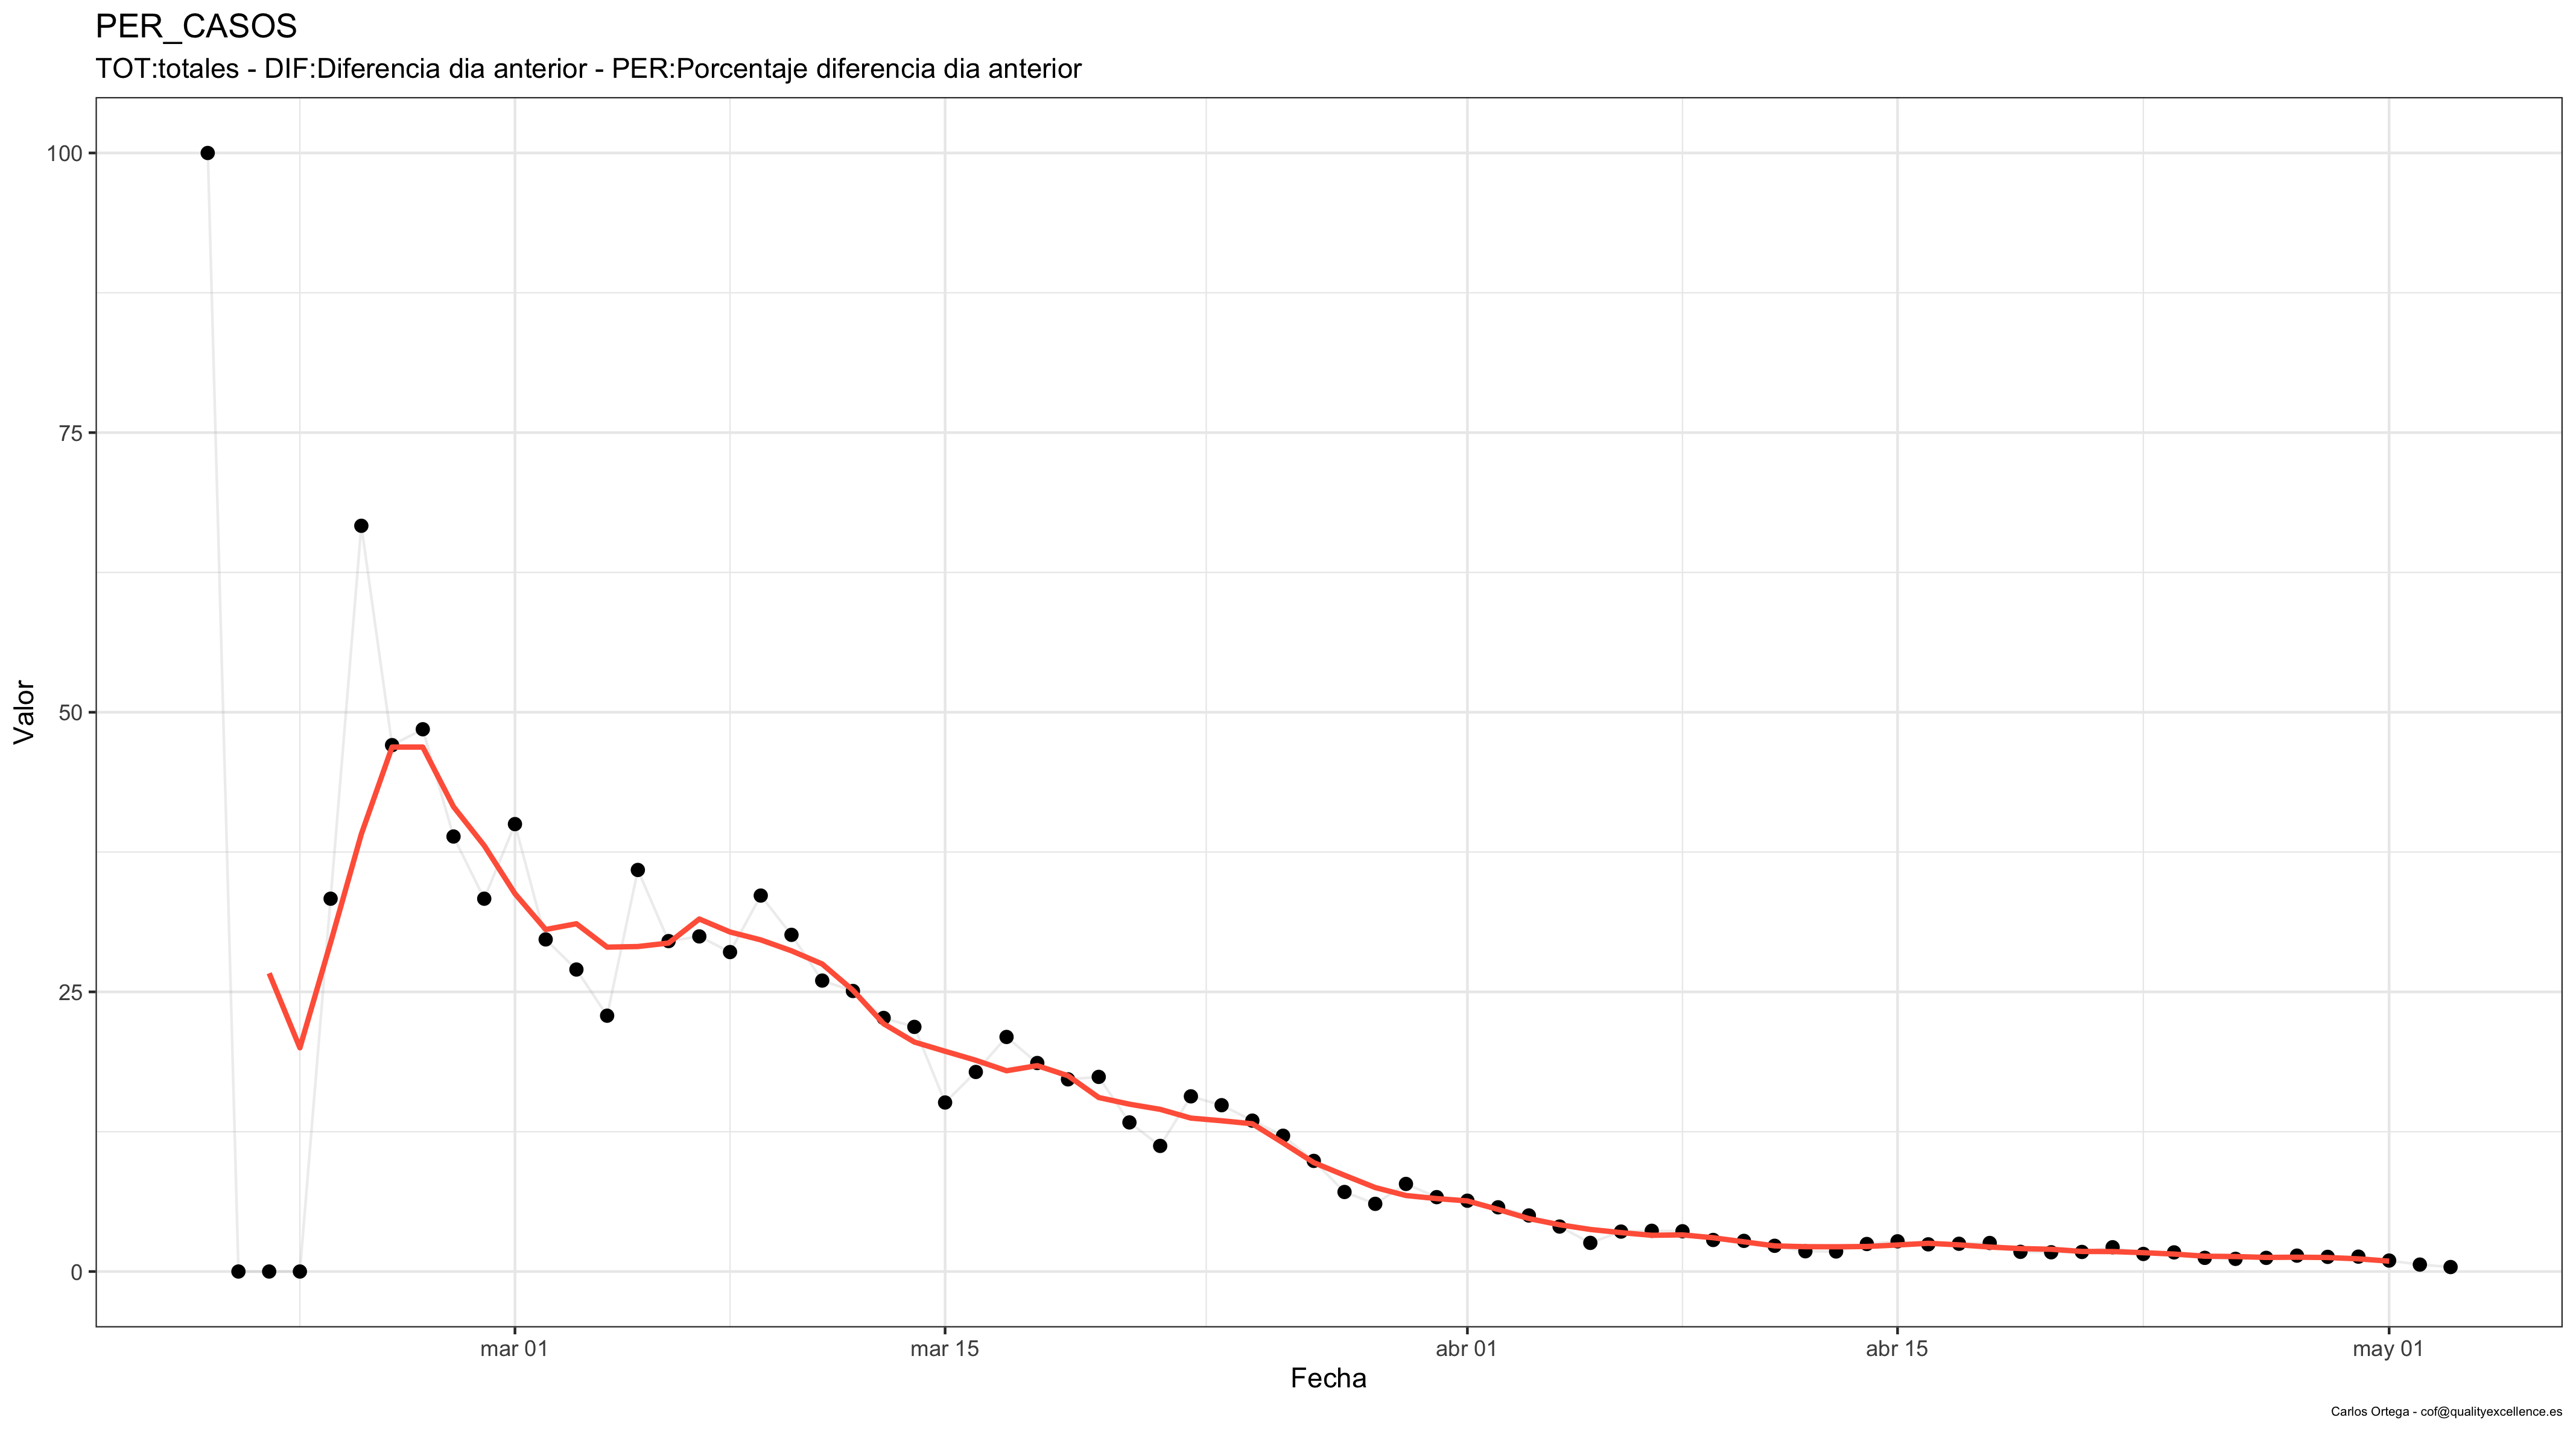 PER_CASOS
TOT:totales - DIF:Diferencia dia anterior - PER:Porcentaje diferencia dia anterior
100
75
50
25
0
Valor
mar 01
mar 15
abr 01
abr 15
may 01
Fecha
Carlos Ortega - cof@qualityexcellence.es